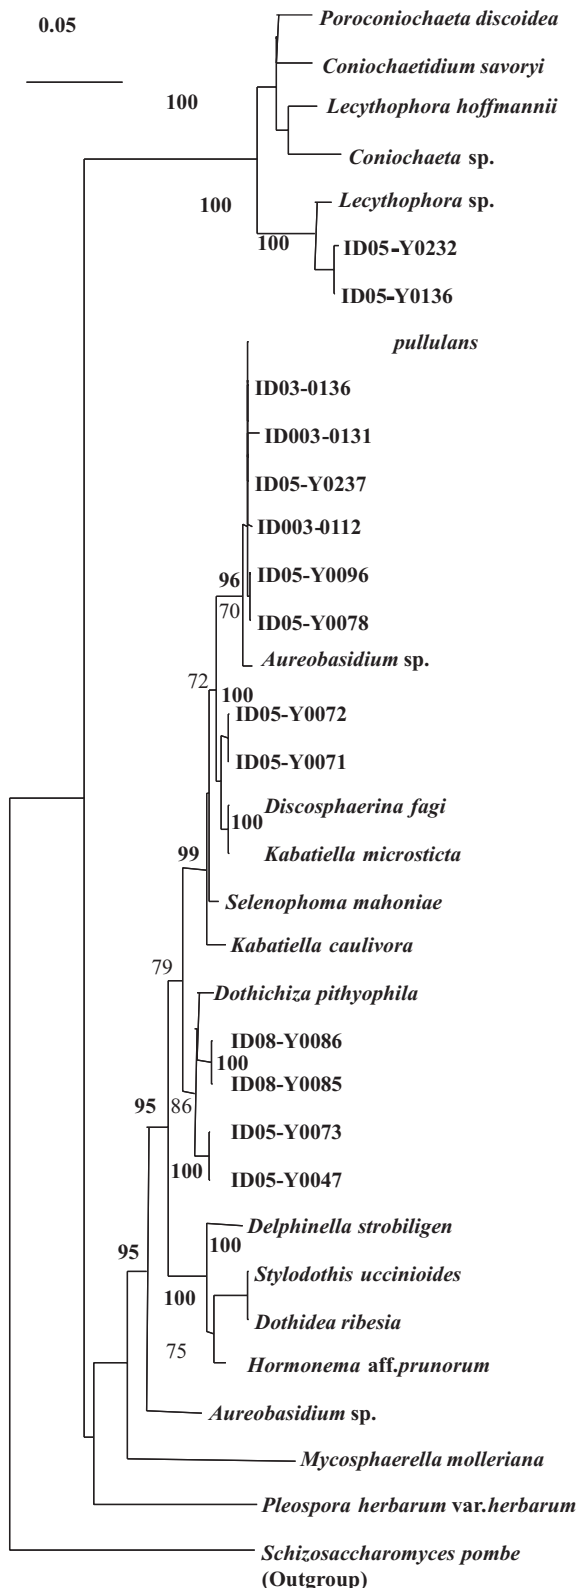 0.05
Poroconiochaeta discoidea
Coniochaetidium savoryi
100
Lecythophora hoffmannii
Coniochaeta sp.
100
Lecythophora sp.
100
ID05-Y0232
ID05-Y0136
pullulans
ID03-0136
ID003-0131
ID05-Y0237
ID003-0112
96
ID05-Y0096
70
ID05-Y0078
Aureobasidium sp.
72
100
ID05-Y0072
ID05-Y0071
Discosphaerina fagi
100
99
Kabatiella microsticta
Selenophoma mahoniae
Kabatiella caulivora
79
Dothichiza pithyophila
ID08-Y0086
100
ID08-Y0085
95
86
ID05-Y0073
100
ID05-Y0047
Delphinella strobiligen
100
95
Stylodothis uccinioides
100
Dothidea ribesia
75
Hormonema aff.prunorum
Aureobasidium sp.
Mycosphaerella molleriana
Pleospora herbarum var.herbarum
Schizosaccharomyces pombe
(Outgroup)